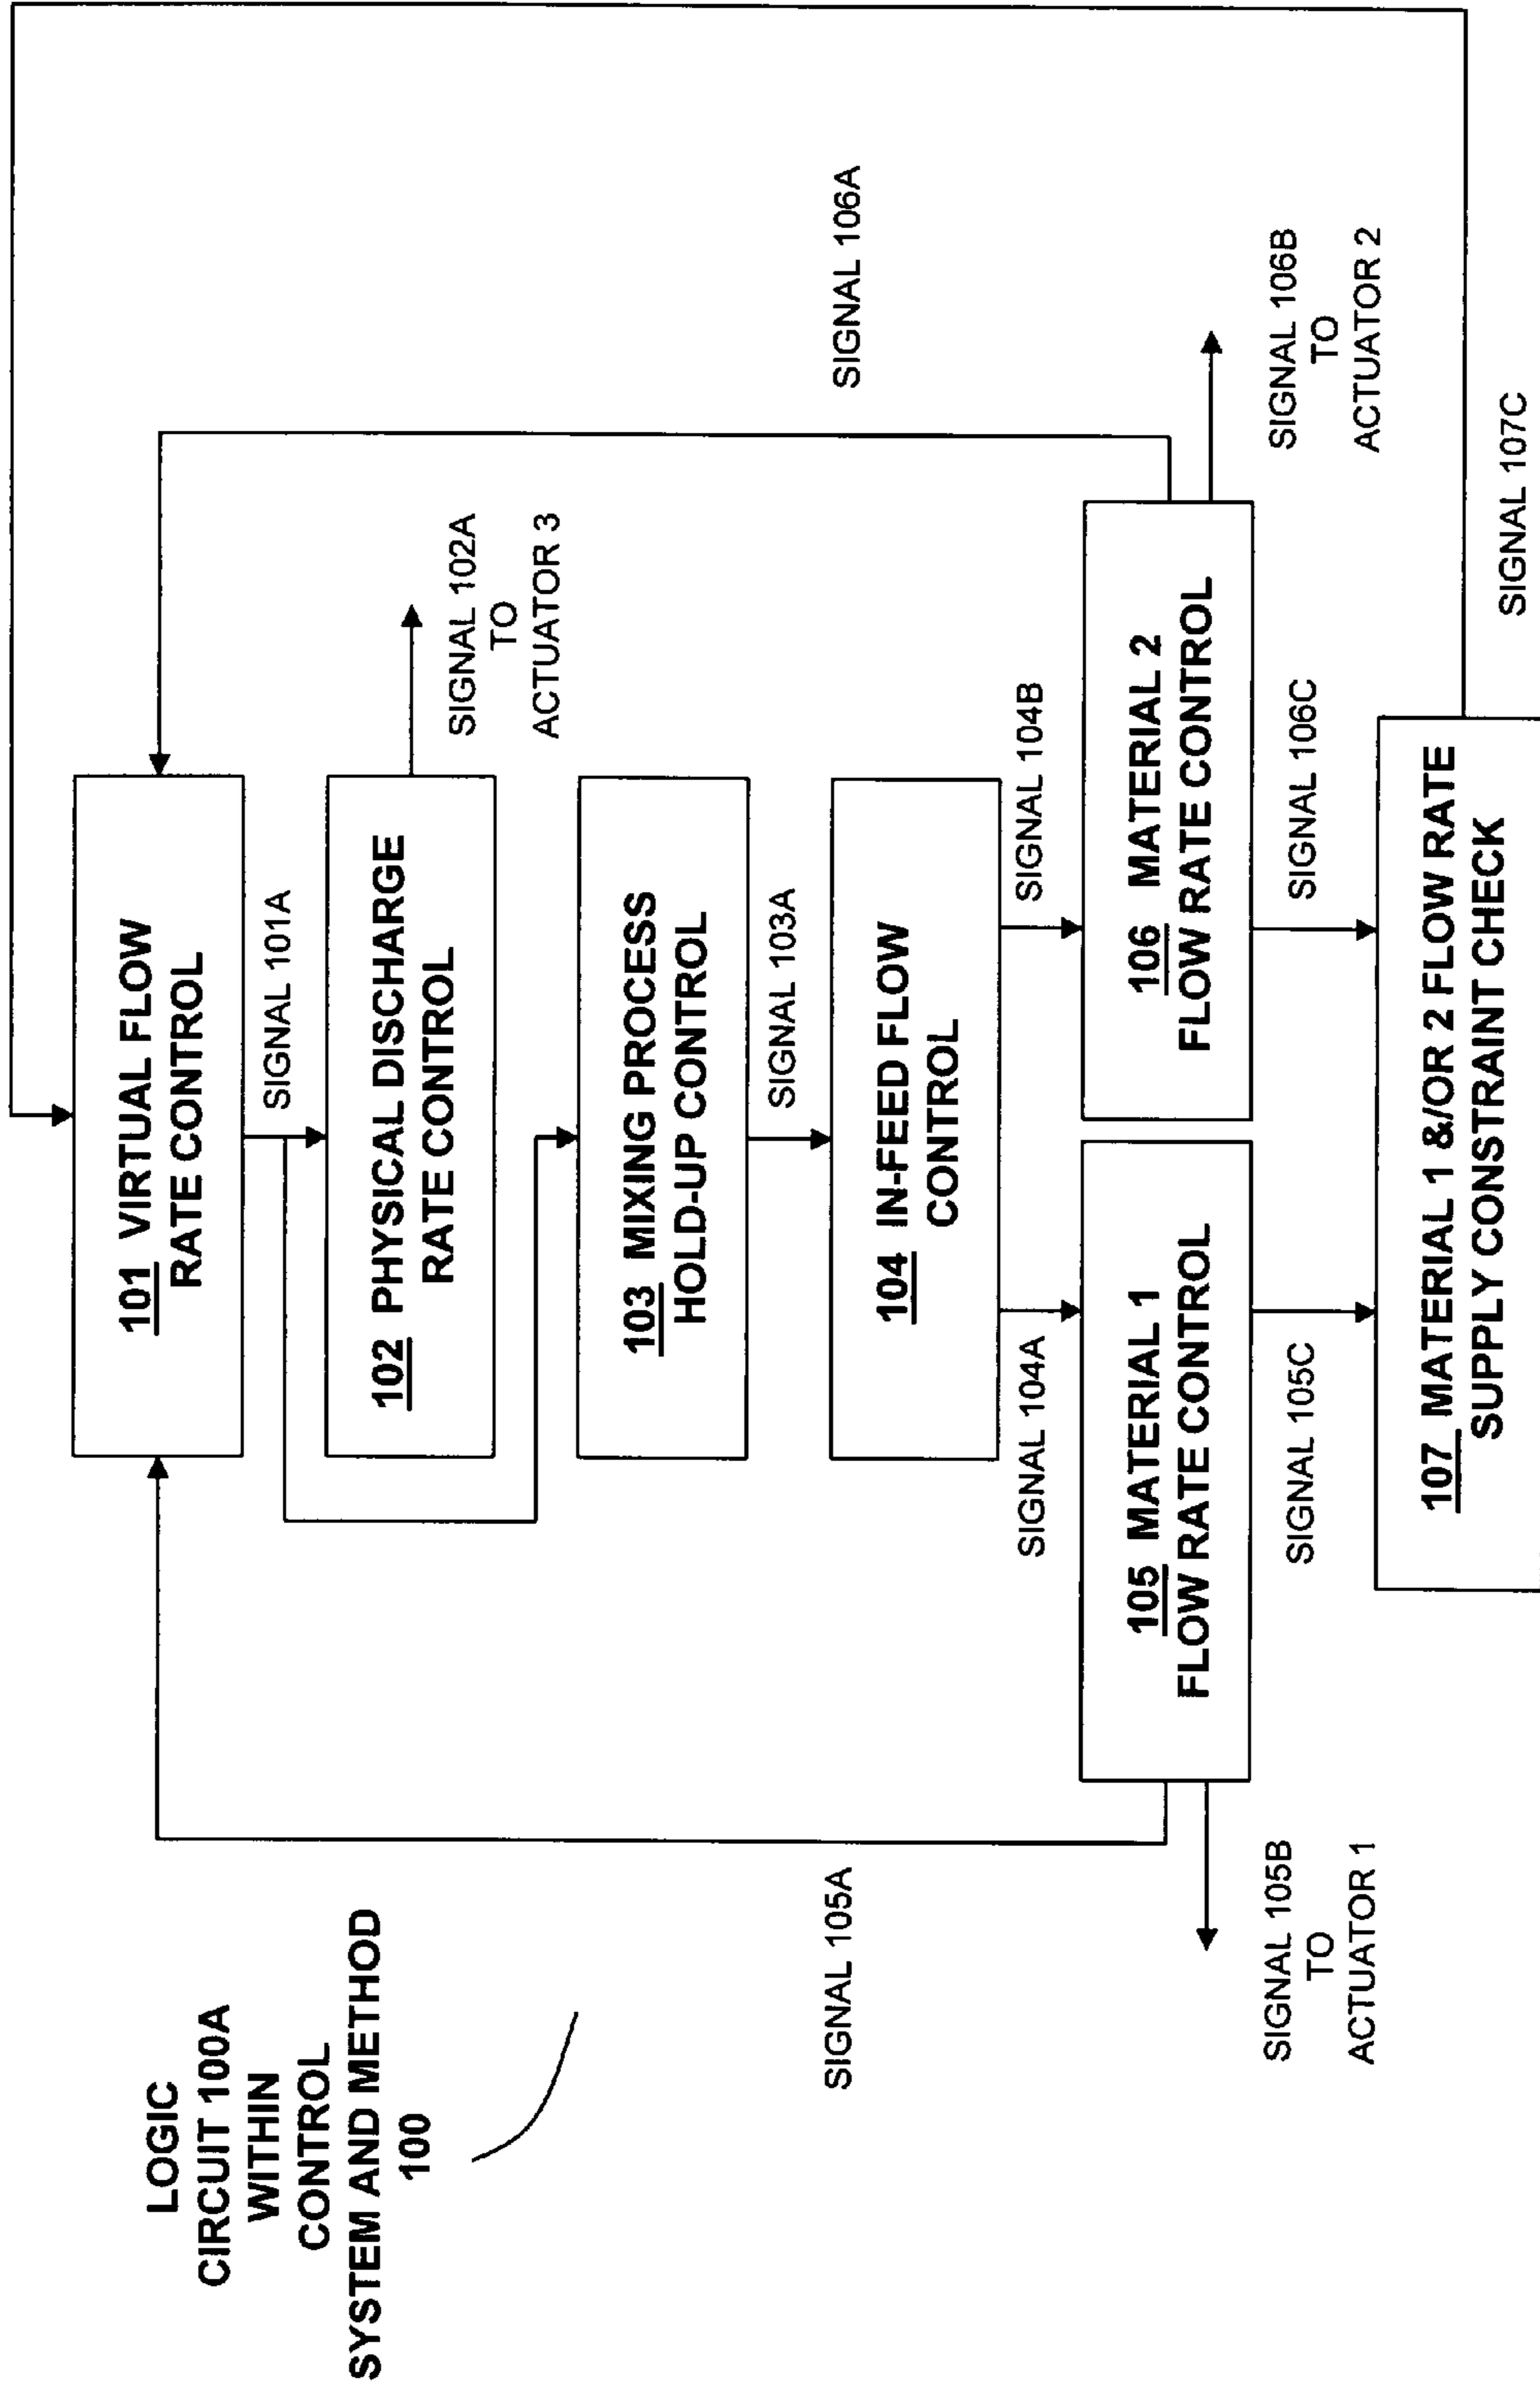 LOGIC
CIRCUIT 100A
WITHIN
CONTROL
SYSTEM AND METHOD
100
101 VIRTUAL FLOW
RATE CONTROL
SIGNAL 101A
102 PHYSICAL DISCHARGE
RATE CONTROL
SIGNAL 102A
TO
ACTUATOR 3
103 MIXING PROCESS
HOLD-UP CONTROL
SIGNAL 103A
SIGNAL 105A
SIGNAL 106A
104 IN-FEED FLOW
CONTROL
SIGNAL 104A
SIGNAL 104B
105 MATERIAL 1
FLOW RATE CONTROL
106 MATERIAL 2
FLOW RATE CONTROL
SIGNAL 105B
TO
ACTUATOR 1
SIGNAL 105C
SIGNAL 106C
SIGNAL 106B
TO
ACTUATOR 2
107 MATERIAL 1 &/OR 2 FLOW RATE
SUPPLY CONSTRAINT CHECK
SIGNAL 107C